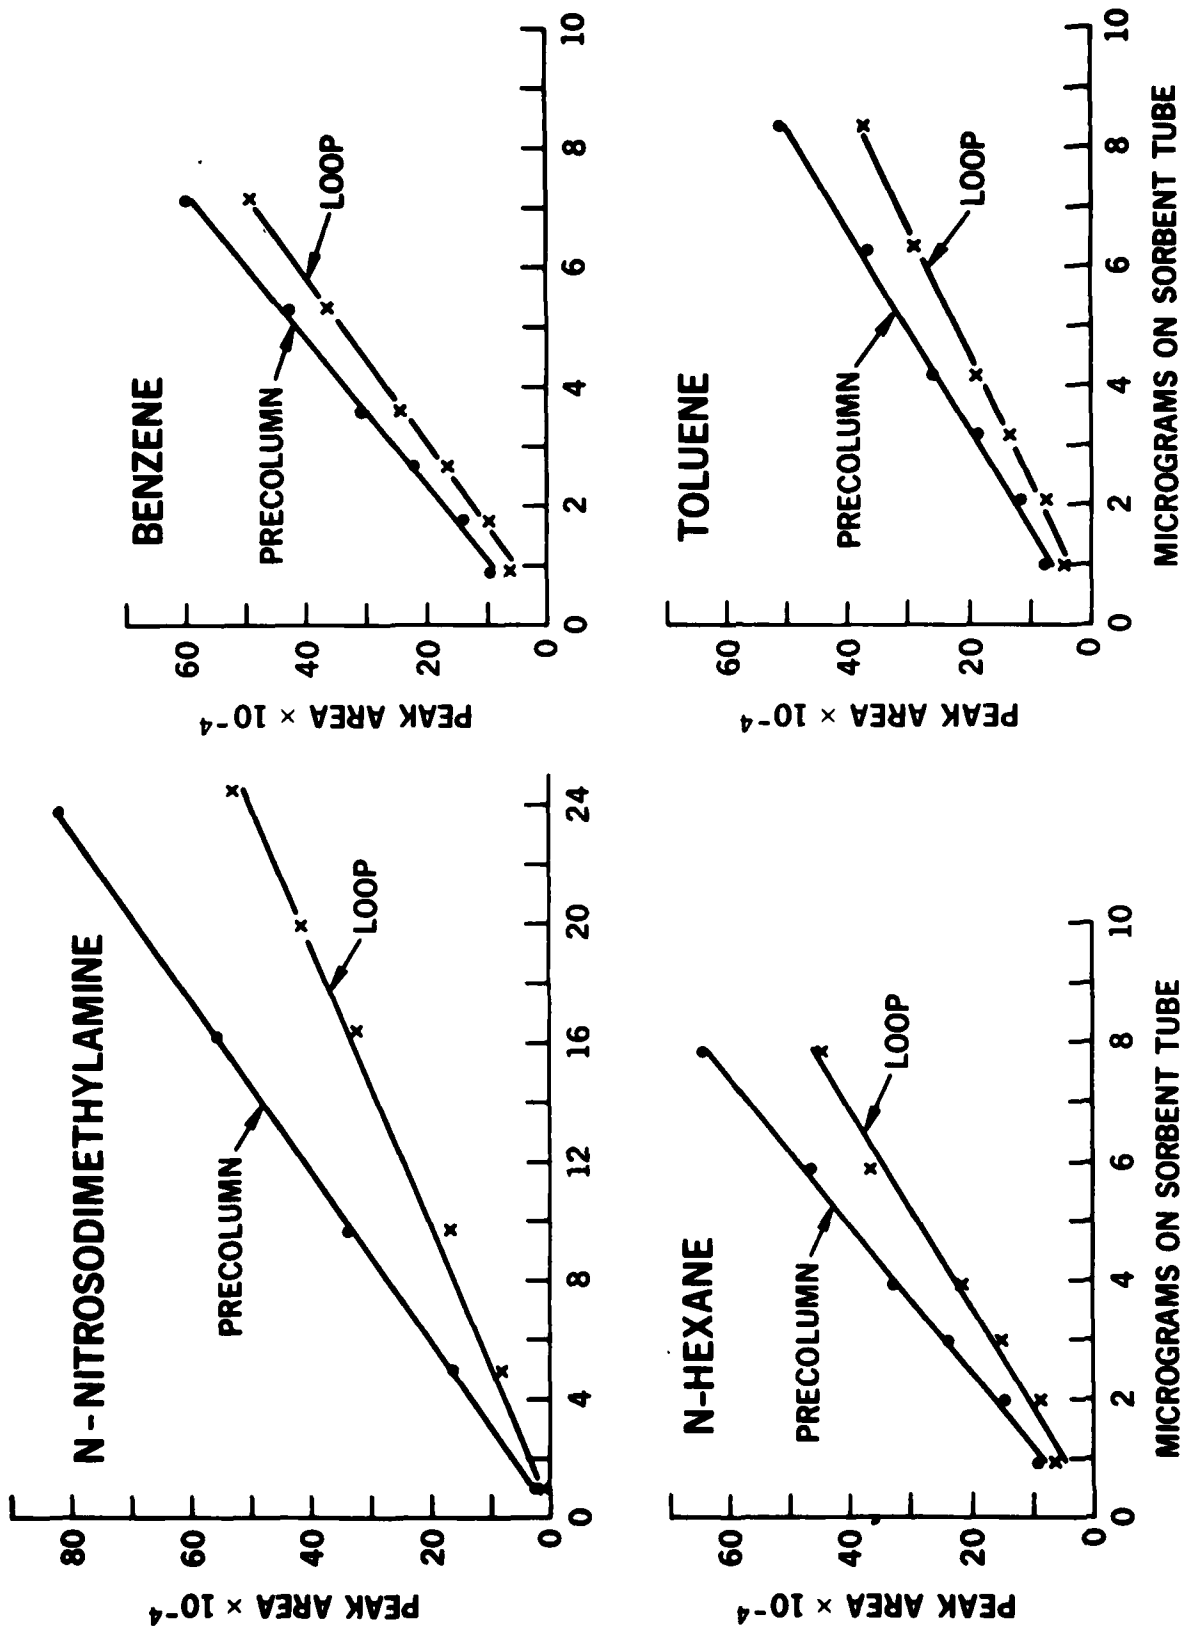 N-NITROSODIMETHYLAMINE
PEAK AREA × 10⁻⁴
80
60
40
20
0
PRECOLUMN
LOOP
0 4 8 12 16 20 24
BENZENE
PEAK AREA × 10⁻⁴
60
40
20
0
PRECOLUMN
LOOP
0 2 4 6 8 10
N-HEXANE
PEAK AREA × 10⁻⁴
60
40
20
0
PRECOLUMN
LOOP
0 2 4 6 8 10
MICROGRAMS ON SORBENT TUBE
TOLUENE
PEAK AREA × 10⁻⁴
60
40
20
0
PRECOLUMN
LOOP
0 2 4 6 8 10
MICROGRAMS ON SORBENT TUBE